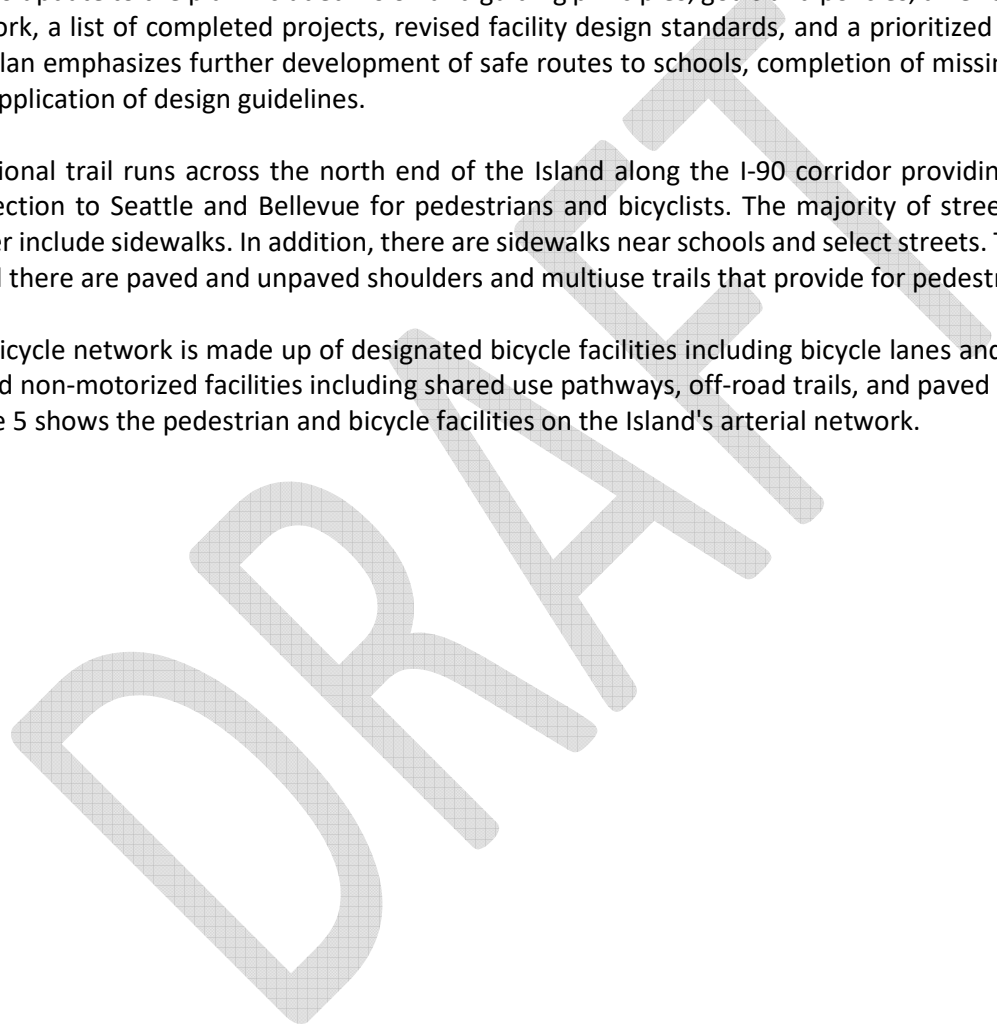 update to the plan
ork, a list of completed projects, revised facility design standards, and a prioritized
lan emphasizes further development of safe routes to schools, completion of missin
pplication of design guidelines.
ional trail runs across the north end of the Island along the I-90 corridor providin
ection to Seattle and Bellevue for pedestrians and bicyclists. The majority of stree
er include sidewalks. In addition, there are sidewalks near schools and select streets. T
l there are paved and unpaved shoulders and multiuse trails that provide for pedestr
icycle network is made up of designated bicycle facilities including bicycle lanes and
d non-motorized facilities including shared use pathways, off-road trails, and paved
e 5 shows the pedestrian and bicycle facilities on the Island's arterial network.
DRAFT